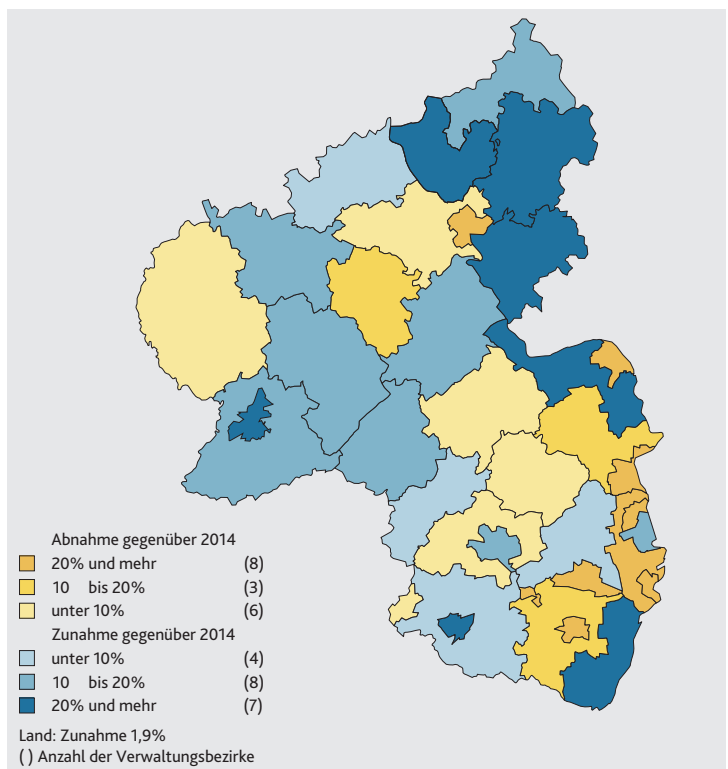 Abnahme gegenüber 2014
20% und mehr (8)
10 bis 20% (3)
unter 10% (6)
Zunahme gegenüber 2014
unter 10% (4)
10 bis 20% (8)
20% und mehr (7)
Land: Zunahme 1,9%
( ) Anzahl der Verwaltungsbezirke